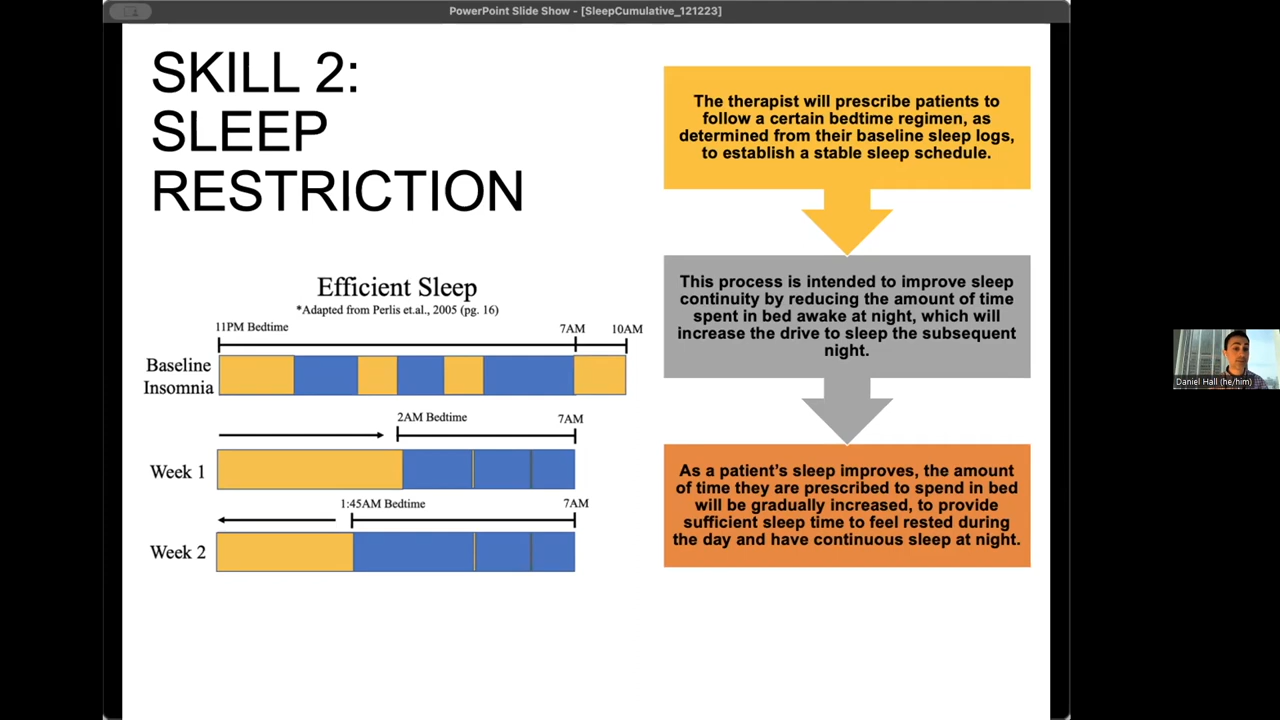 PowerPoint Slide Show - [SleepCumulative_121223]
SKILL 2:
SLEEP
RESTRICTION
Efficient Sleep
*Adapted from Perlis et.al., 2005 (pg. 16)
11PM Bedtime
7AM
10AM
Baseline
Insomnia
2AM Bedtime
7AM
Week 1
1:45AM Bedtime
7AM
Week 2
The therapist will prescribe patients to
follow a certain bedtime regimen, as
determined from their baseline sleep logs,
to establish a stable sleep schedule.
This process is intended to improve sleep
continuity by reducing the amount of time
spent in bed awake at night, which will
increase the drive to sleep the subsequent
night.
As a patient's sleep improves, the amount
of time they are prescribed to spend in bed
will be gradually increased, to provide
sufficient sleep time to feel rested during
the day and have continuous sleep at night.
Daniel Hall (he/him)